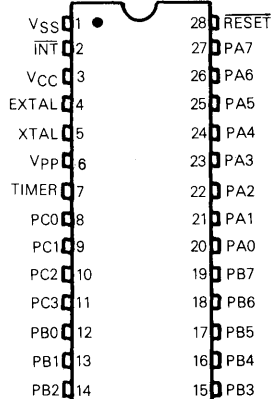 VSS 1 28 RESET
INT 2 27 PA7
VCC 3 26 PA6
EXTAL 4 25 PA5
XTAL 5 24 PA4
VPP 6 23 PA3
TIMER 7 22 PA2
PC0 8 21 PA1
PC1 9 20 PA0
PC2 10 19 PB7
PC3 11 18 PB6
PB0 12 17 PB5
PB1 13 16 PB4
PB2 14 15 PB3